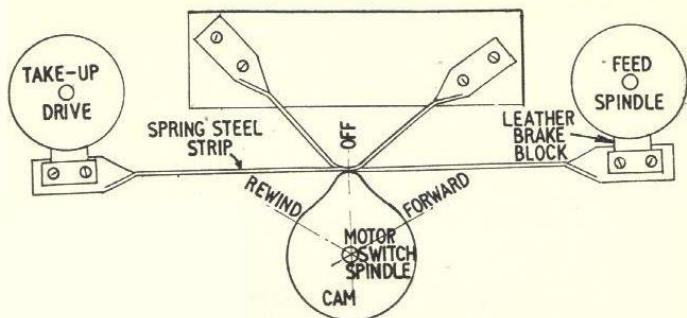 TAKE-UP
DRIVE
SPRING STEEL
STRIP
OFF
FEED
SPINDLE
LEATHER
BRAKE
BLOCK
REWIND
FORWARD
MOTOR
SWITCH
SPINDLE
CAM